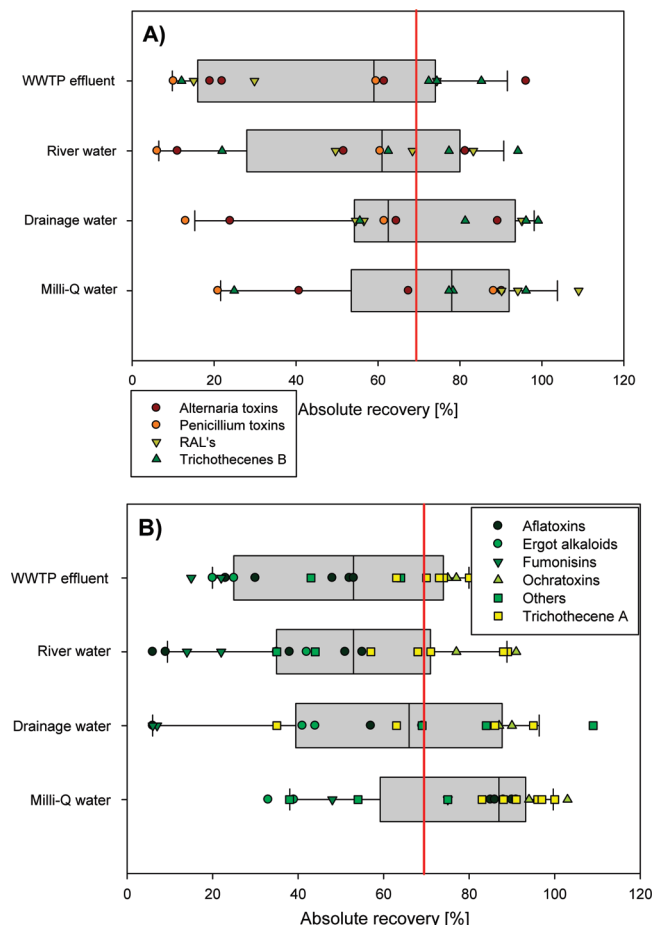 A)
WWTP effluent
River water
Drainage water
Milli-Q water
0 20 40 60 80 100 120
Absolute recovery [%]
Alternaria toxins
Penicillium toxins
RAL's
Trichothecenes B
B)
Aflatoxins
Ergot alkaloids
Fumonisins
Ochratoxins
Others
Trichothecene A
WWTP effluent
River water
Drainage water
Milli-Q water
0 20 40 60 80 100 120
Absolute recovery [%]